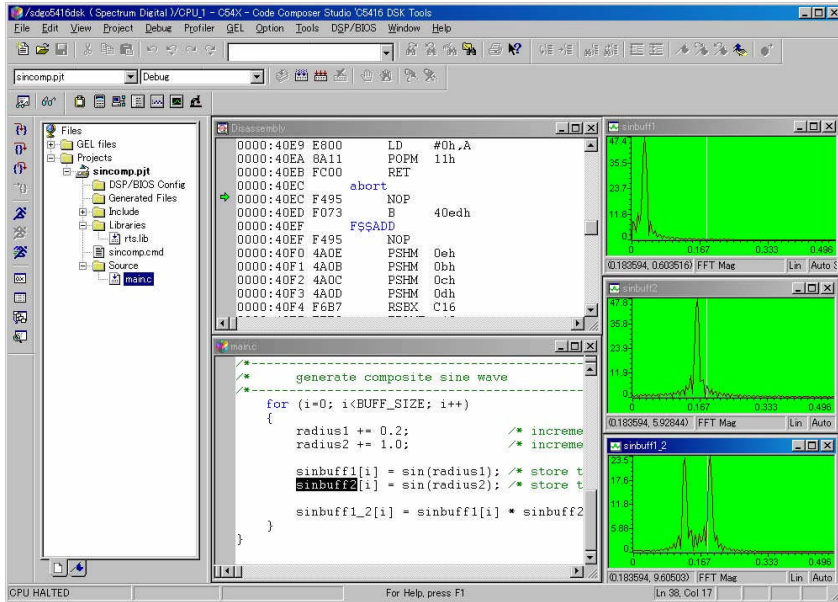 /sdgo5416dsk ( Spectrum Digital )/CPU_1 - C54X - Code Composer Studio 'C5416 DSK Tools
File Edit View Project Debug Profiler GEL Option Tools DSP/BIOS Window Help
sincomp.pjt Debug
Files
GEL files
Projects
sincomp.pjt
DSP/BIOS Config
Generated Files
Include
Libraries
rts.lib
sincomp.cmd
Source
main.c
Disassembly
0000:40E9 E800 LD #0h,A
0000:40EA 8A11 POPM 11h
0000:40EB FC00 RET
0000:40EC abort
0000:40EC F495 NOP
0000:40ED F073 B 40edh
0000:40EF F$$ADD
0000:40EF F495 NOP
0000:40F0 4A0E PSHM 0eh
0000:40F1 4A0B PSHM 0bh
0000:40F2 4A0C PSHM 0ch
0000:40F3 4A0D PSHM 0dh
0000:40F4 F6B7 RSBX C16
main.c
/*-----------------------------------------------
/* generate composite sine wave
/*-----------------------------------------------
for (i=0; i<BUFF_SIZE; i++)
{
radius1 += 0.2; /* increme
radius2 += 1.0; /* increme
sinbuff1[i] = sin(radius1); /* store t
sinbuff2[i] = sin(radius2); /* store t
sinbuff1_2[i] = sinbuff1[i] * sinbuff2
}
}
sinbuff1
47.4
35.5
23.7
11.8
0
0 0.167 0.333 0.496
(0.183594, 0.603516) FFT Mag Lin Auto S
sinbuff2
47.8
35.8
23.9
11.9
0
0 0.167 0.333 0.496
(0.183594, 5.92844) FFT Mag Lin Auto
sinbuff1_2
23.5
17.6
5.88
0
0 0.167 0.333 0.496
(0.183594, 9.60503) FFT Mag Lin Auto
CPU HALTED For Help, press F1 Ln 38, Col 17